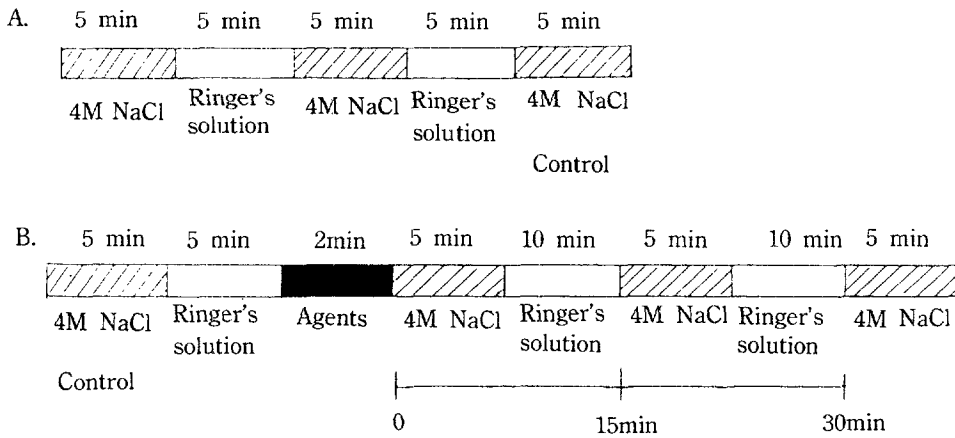 A.
5 min 5 min 5 min 5 min 5 min
4M NaCl Ringer's solution 4M NaCl Ringer's solution 4M NaCl
Control
B.
5 min 5 min 2min 5 min 10 min 5 min 10 min 5 min
4M NaCl Ringer's solution Agents 4M NaCl Ringer's solution 4M NaCl Ringer's solution 4M NaCl
Control
0 15min 30min